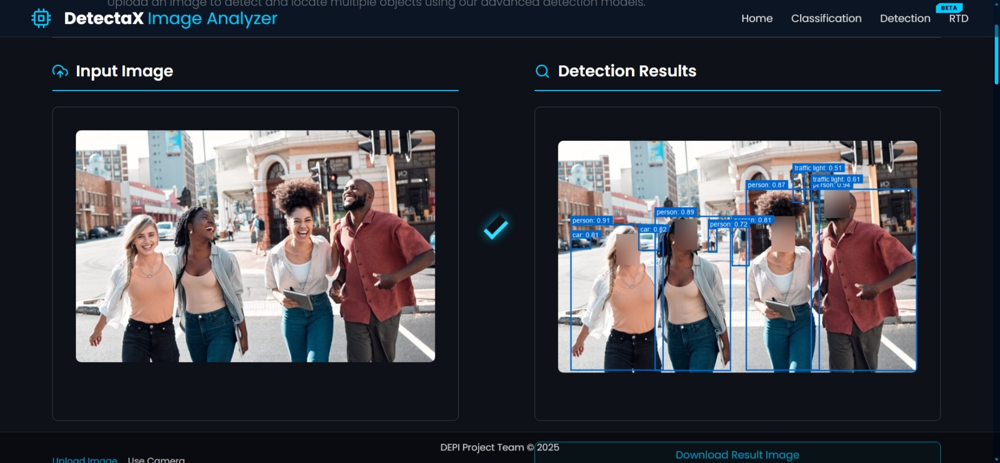 Upload an image to detect and locate multiple objects using our advanced detection models.
DetectaX Image Analyzer
Home Classification Detection BETA RTD
Input Image
Detection Results
traffic light: 0.51
traffic light: 0.61
person: 0.87
person: 0.94
person: 0.89
person: 0.91
person: 0.81
person: 0.72
car: 0.81
car: 0.82
DEPI Project Team © 2025
Download Result Image
Upload Image Use Camera